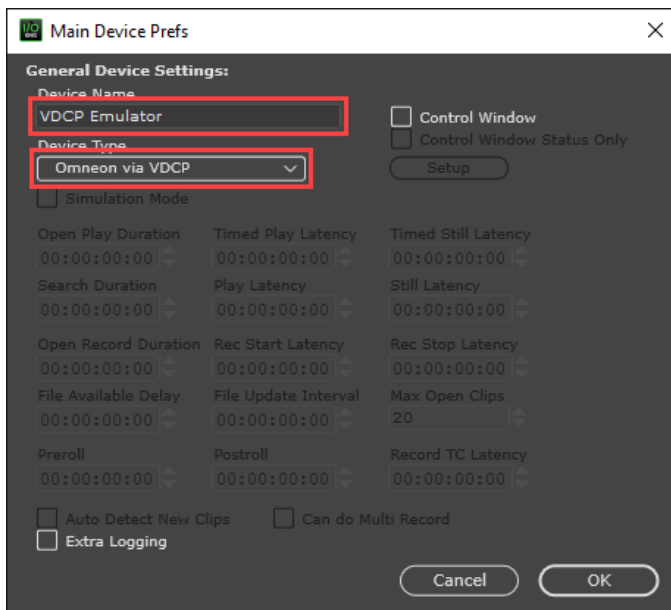 I/O
Main Device Prefs
General Device Settings:
Device Name
VDCP Emulator
Control Window
Control Window Status Only
Device Type
Omneon via VDCP
Setup
Simulation Mode
Open Play Duration Timed Play Latency Timed Still Latency
00:00:00:00 00:00:00:00 00:00:00:00
Search Duration Play Latency Still Latency
00:00:00:00 00:00:00:00 00:00:00:00
Open Record Duration Rec Start Latency Rec Stop Latency
00:00:00:00 00:00:00:00 00:00:00:00
File Available Delay File Update Interval Max Open Clips
00:00:00:00 00:00:00:00 20
Preroll Postroll Record TC Latency
00:00:00:00 00:00:00:00 00:00:00:00
Auto Detect New Clips Can do Multi Record
Extra Logging
Cancel OK